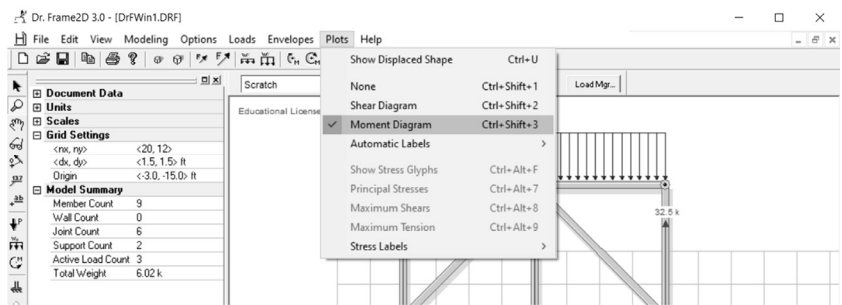 Dr. Frame2D 3.0 - [DrFWin1.DRF]
File Edit View Modeling Options Loads Envelopes Plots Help
Document Data
Units
Scales
Grid Settings
<nx, ny> <20, 12>
<dx, dy> <1.5, 1.5> ft
Origin <-3.0, -15.0> ft
Model Summary
Member Count 9
Wall Count 0
Joint Count 6
Support Count 2
Active Load Count 3
Total Weight 6.02 k
Scratch
Educational License
Show Displaced Shape Ctrl+U
None Ctrl+Shift+1
Shear Diagram Ctrl+Shift+2
Moment Diagram Ctrl+Shift+3
Automatic Labels
Show Stress Glyphs Ctrl+Alt+F
Principal Stresses Ctrl+Alt+7
Maximum Shears Ctrl+Alt+8
Maximum Tension Ctrl+Alt+9
Stress Labels
Load Mgr...
32.5 k